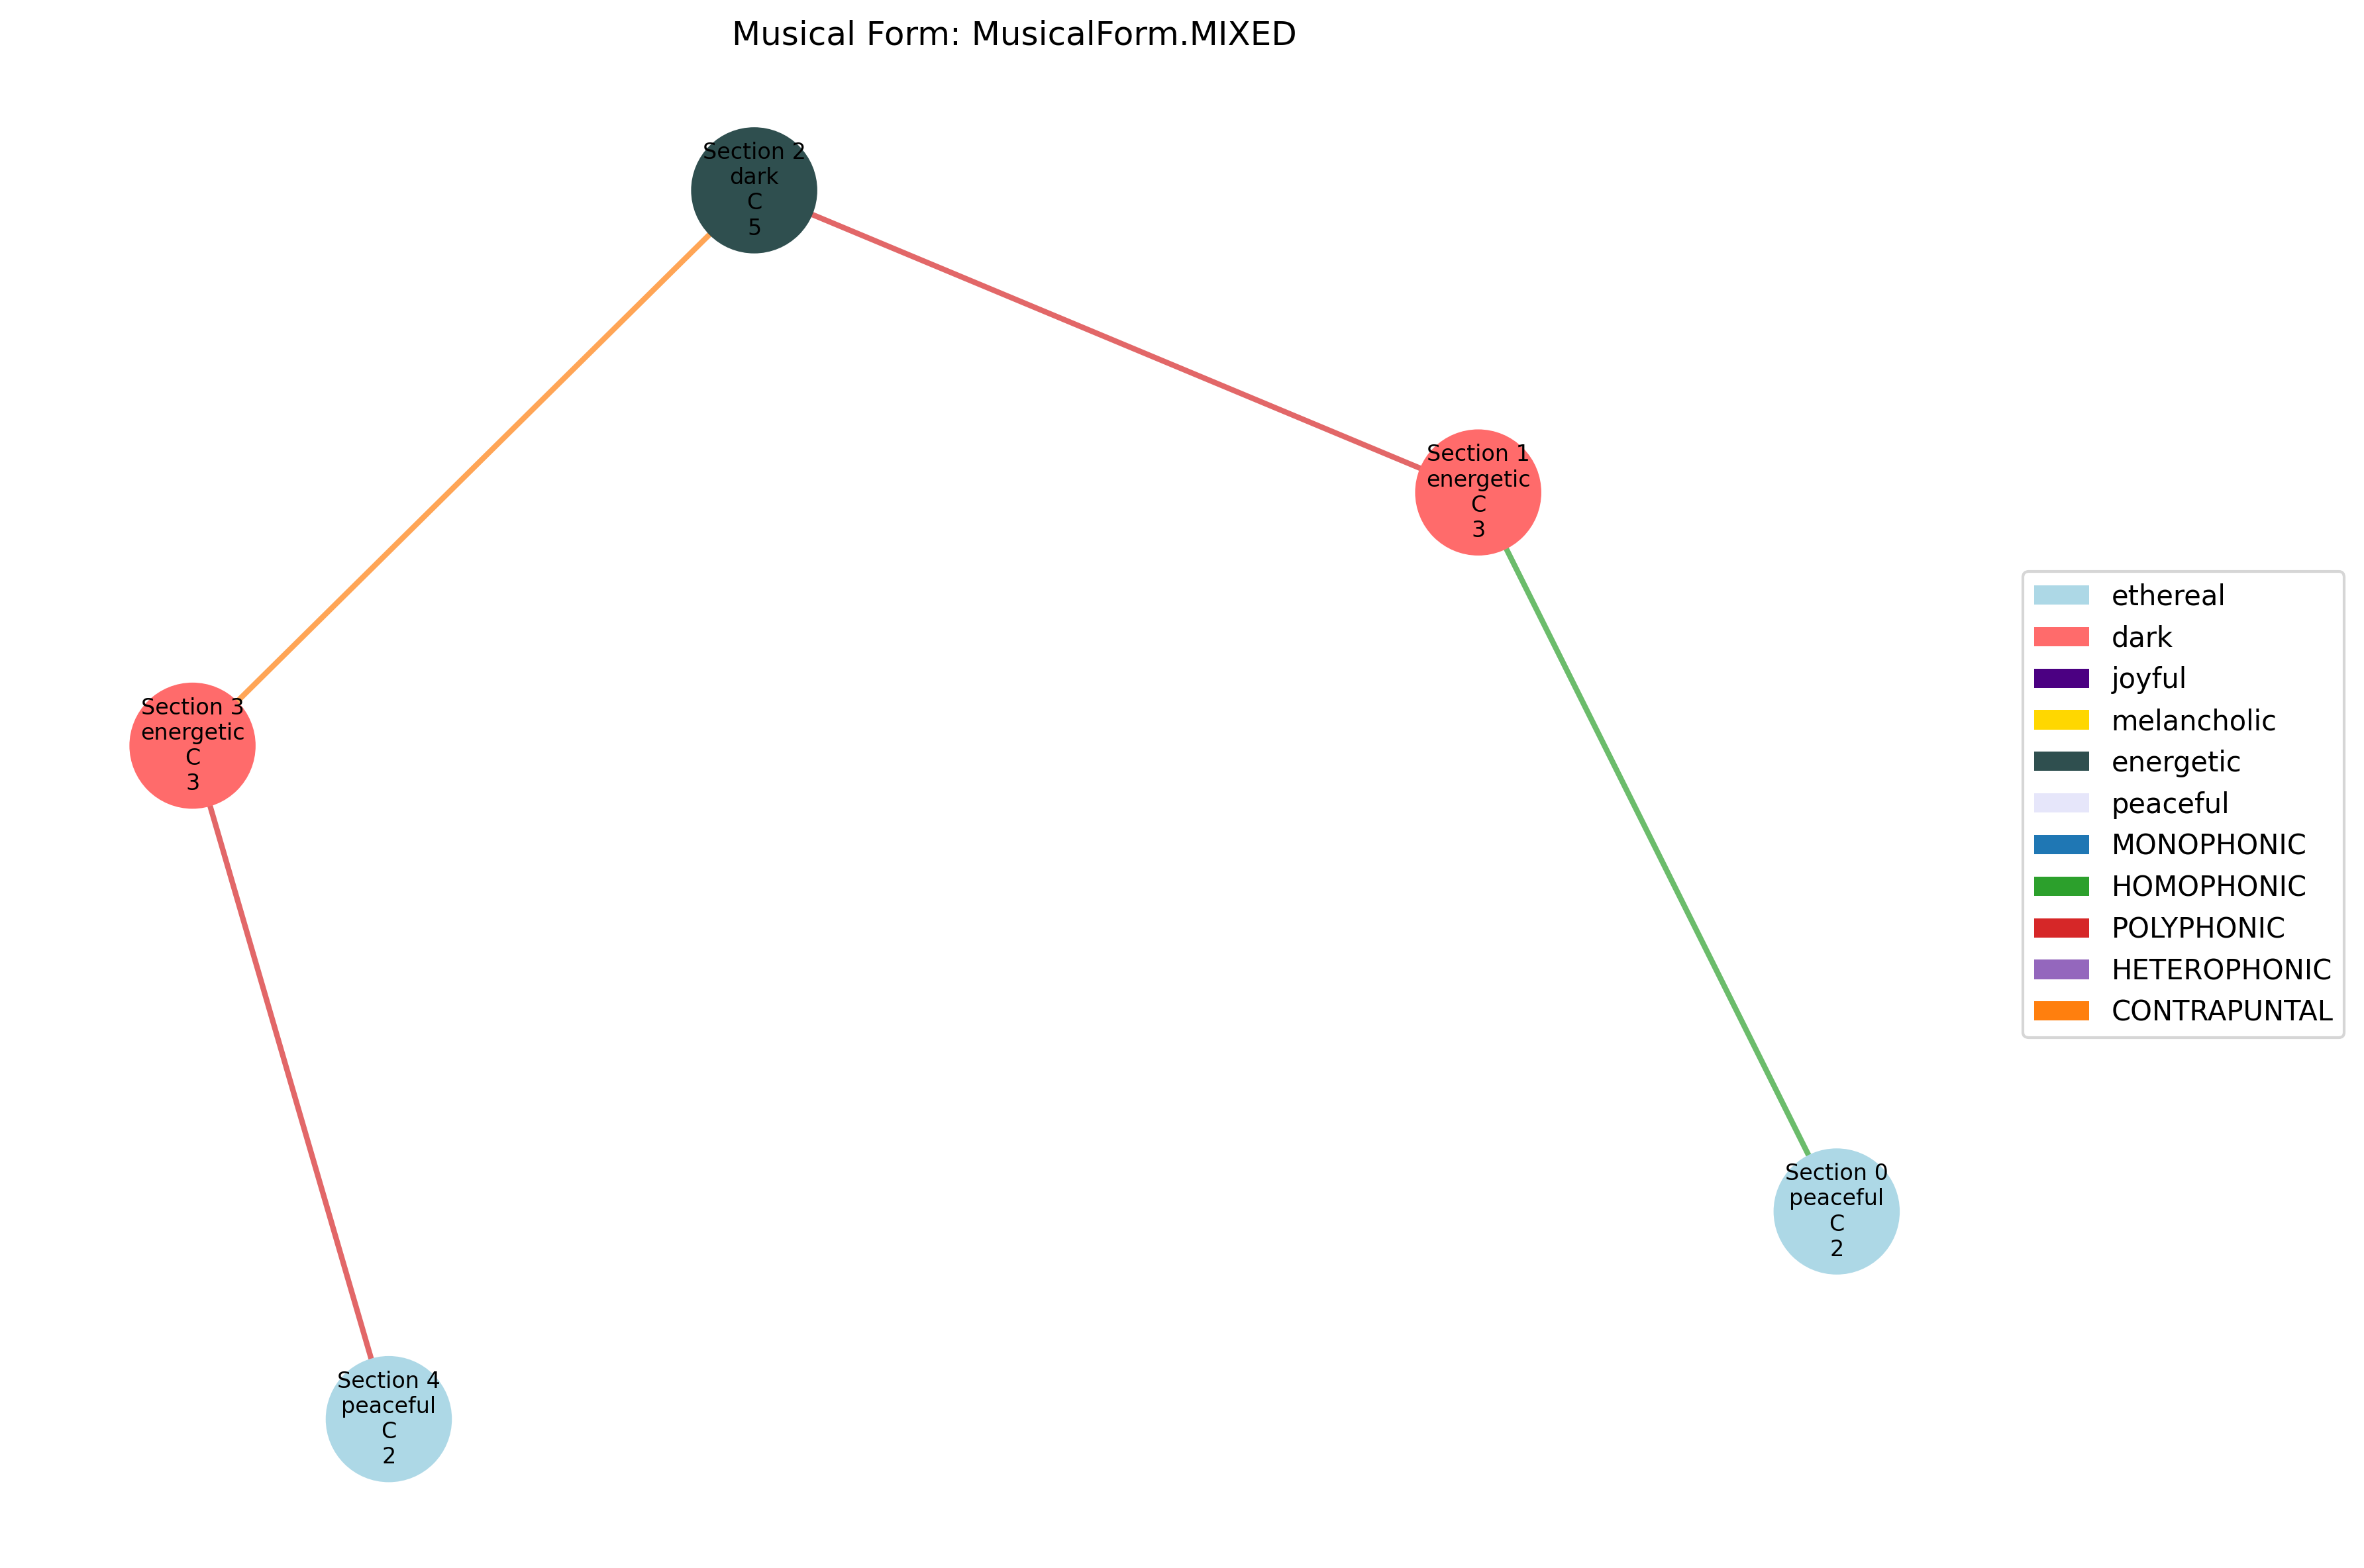 Musical Form: MusicalForm.MIXED
Section 2
dark
C
5
Section 1
energetic
C
3
Section 3
energetic
C
3
Section 0
peaceful
C
2
Section 4
peaceful
C
2
ethereal
dark
joyful
melancholic
energetic
peaceful
MONOPHONIC
HOMOPHONIC
POLYPHONIC
HETEROPHONIC
CONTRAPUNTAL